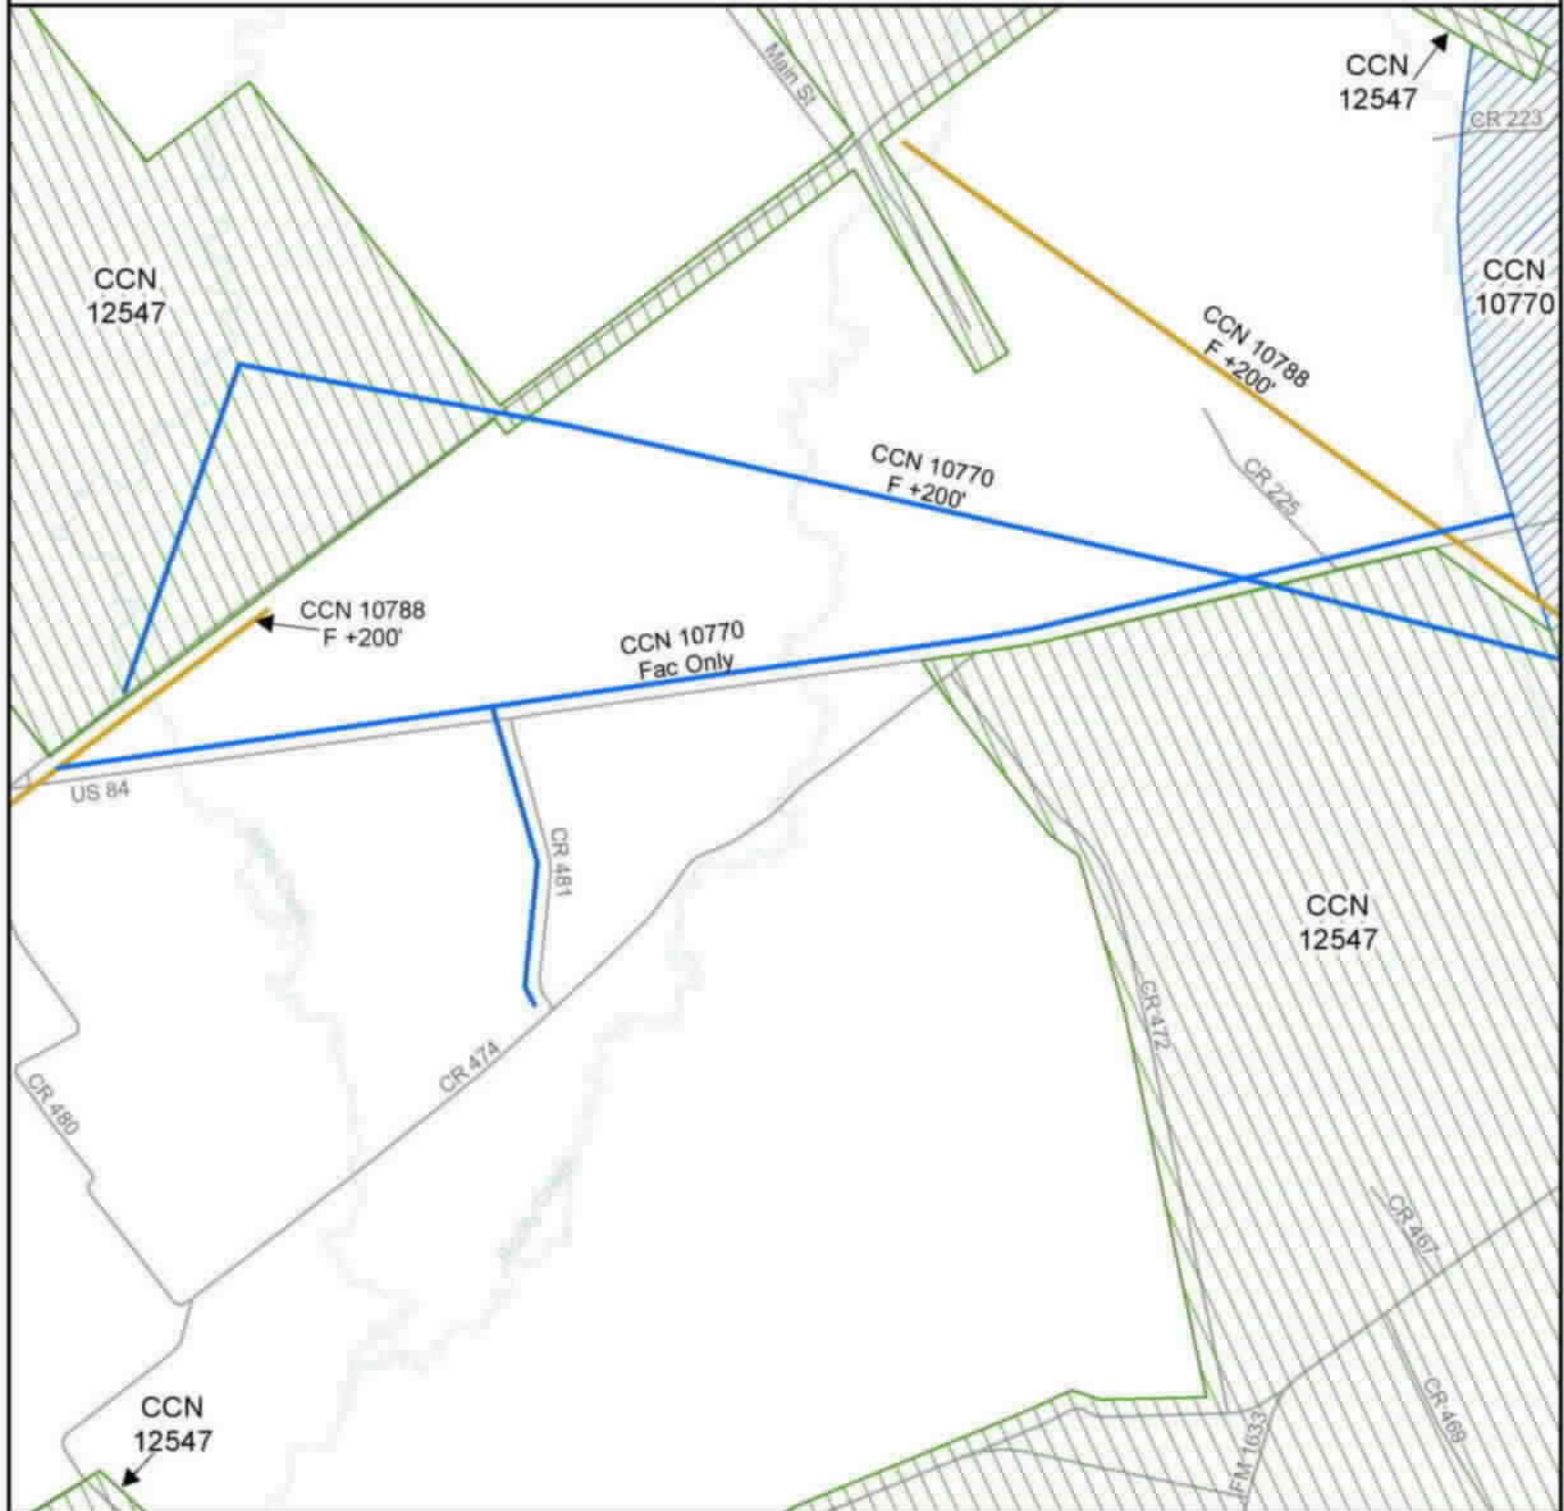 Main St
CCN
12547
CR 223
CCN
12547
CCN
10770
CCN 10788
F +200'
CCN 10770
F +200'
CR 225
CCN 10788
F +200'
CCN 10770
Fac Only
US 84
CR 481
CCN
12547
CR 472
CR 474
CR 480
CR 467
CCN
12547
CR 469
FM 1633